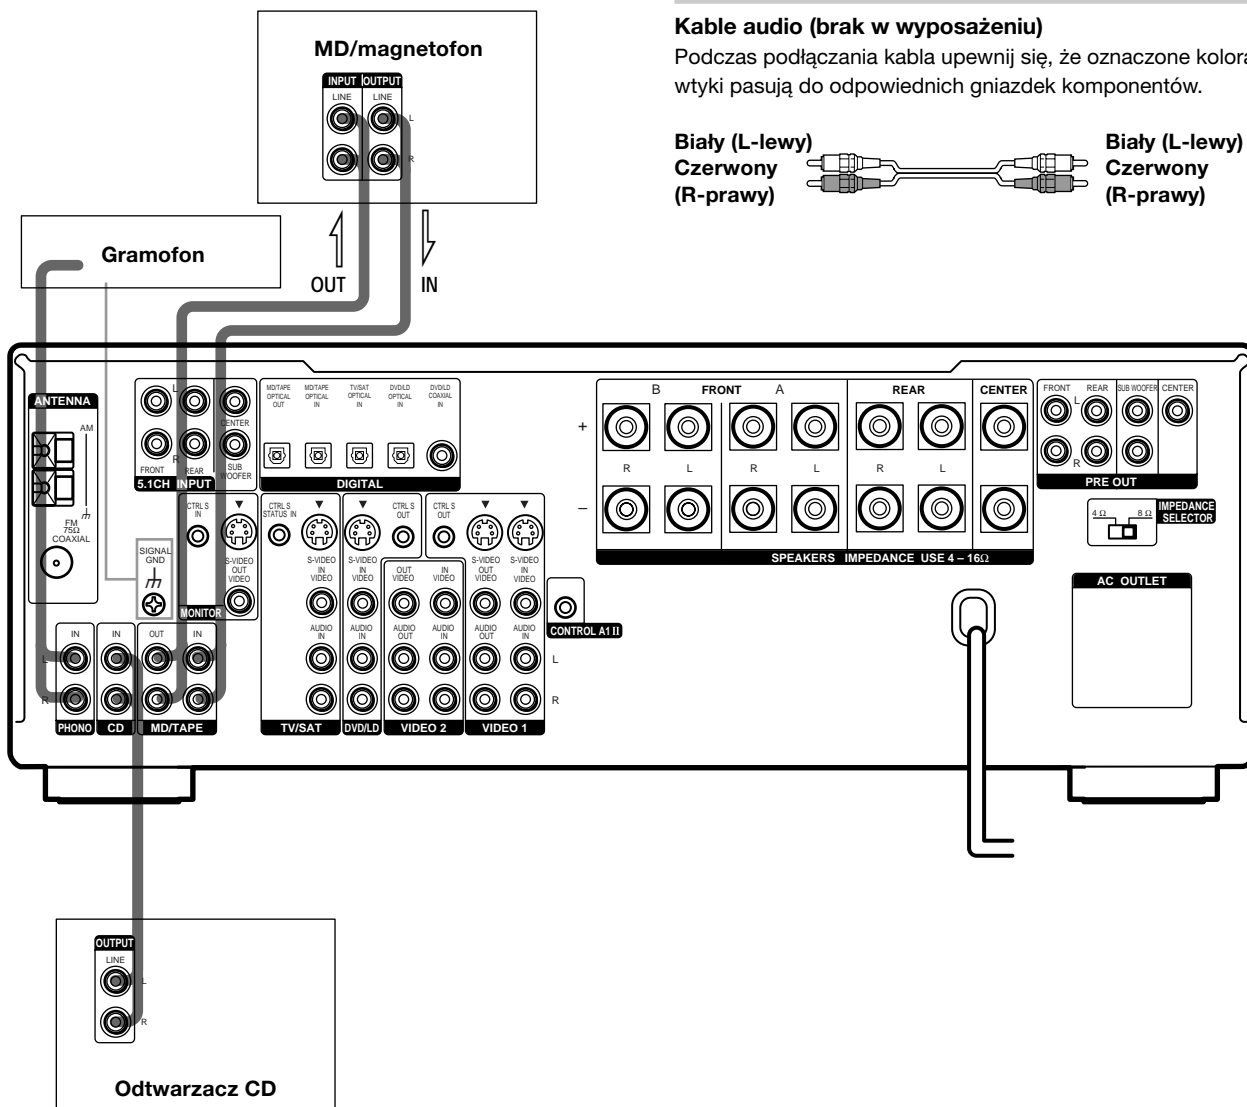 Kable audio (brak w wyposażeniu)
Podczas podłączania kabla upewnij się, że oznaczone kolora
wtyki pasują do odpowiednich gniazdek komponentów.
Biały (L-lewy)
Czerwony
(R-prawy)
Biały (L-lewy)
Czerwony
(R-prawy)
MD/magnetofon
INPUT OUTPUT
LINE LINE
L
R
Gramofon
OUT IN
ANTENNA
AM
FM
75Ω
COAXIAL
L
R
CENTER
FRONT REAR SUB
WOOFER
5.1CH INPUT
MD/TAPE
OPTICAL
OUT
MD/TAPE
OPTICAL
IN
TV/SAT
OPTICAL
IN
DVD/LD
OPTICAL
IN
DVD/LD
COAXIAL
IN
DIGITAL
B FRONT A REAR CENTER
+
R L R L R L
–
SPEAKERS IMPEDANCE USE 4 – 16Ω
FRONT REAR SUB WOOFER CENTER
L
R
PRE OUT
4 Ω 8 Ω
IMPEDANCE
SELECTOR
AC OUTLET
SIGNAL
GND
CTRL S
IN
S-VIDEO
OUT
VIDEO
MONITOR
CTRL S
STATUS IN
S-VIDEO
IN
VIDEO
AUDIO
IN
TV/SAT
S-VIDEO
IN
VIDEO
AUDIO
IN
DVD/LD
CTRL S
OUT
OUT
VIDEO
AUDIO
OUT
CTRL S
OUT
IN
VIDEO
AUDIO
IN
VIDEO 2
S-VIDEO
OUT
VIDEO
AUDIO
OUT
S-VIDEO
IN
VIDEO
AUDIO
IN
VIDEO 1
L
R
CONTROL A1 II
IN IN OUT IN
L
R
PHONO CD MD/TAPE
OUTPUT
LINE
L
R
Odtwarzacz CD